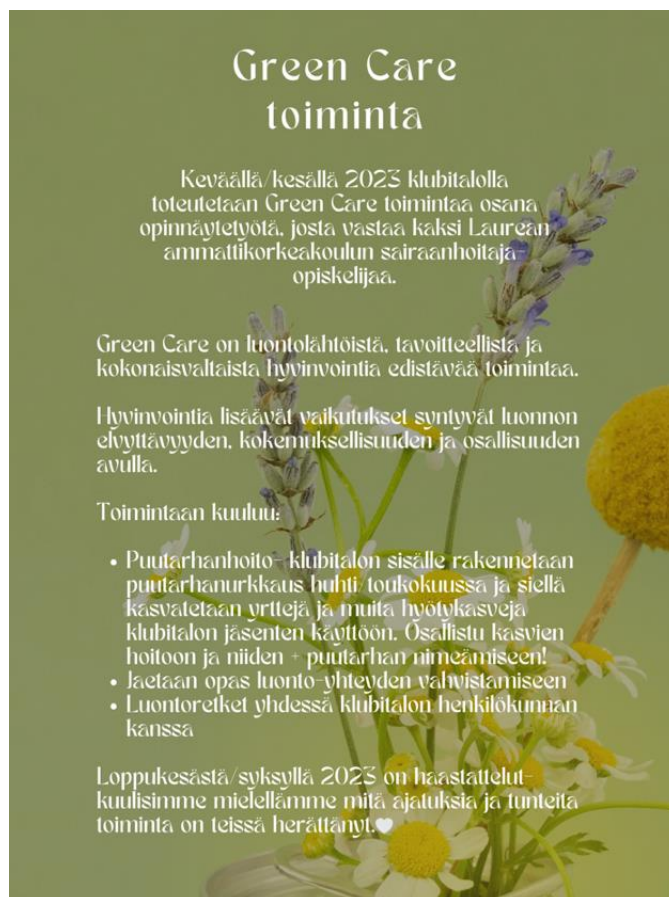 Green Care
toiminta
Keväällä/kesällä 2023 klubitalolla
toteutetaan Green Care toimintaa osana
opinnäytetyötä, josta vastaa kaksi Laurean
ammattikorkeakoulun sairaanhoitaja-
opiskelijaa.
Green Care on luontolähtöistä, tavoitteellista ja
kokonaisvaltaista hyvinvointia edistävää toimintaa.
Hyvinvointia lisäävät vaikutukset syntyvät luonnon
elvyttävyyden, kokemuksellisuuden ja osallisuuden
avulla.
Toimintaan kuuluu:
• Puutarhanhoito- klubitalon sisälle rakennetaan
puutarhanurkkaus huhti/toukokuussa ja siellä
kasvatetaan yrttejä ja muita hyötykasveja
klubitalon jäsenten käyttöön. Osallistu kasvien
hoitoon ja niiden + puutarhan nimeämiseen!
• Jaetaan opas luonto-yhteyden vahvistamiseen
• Luontoretket yhdessä klubitalon henkilökunnan
kanssa
Loppukesästä/syksyllä 2023 on haastattelut-
kuulisimme mielellämme mitä ajatuksia ja tunteita
toiminta on teissä herättänyt.🤍